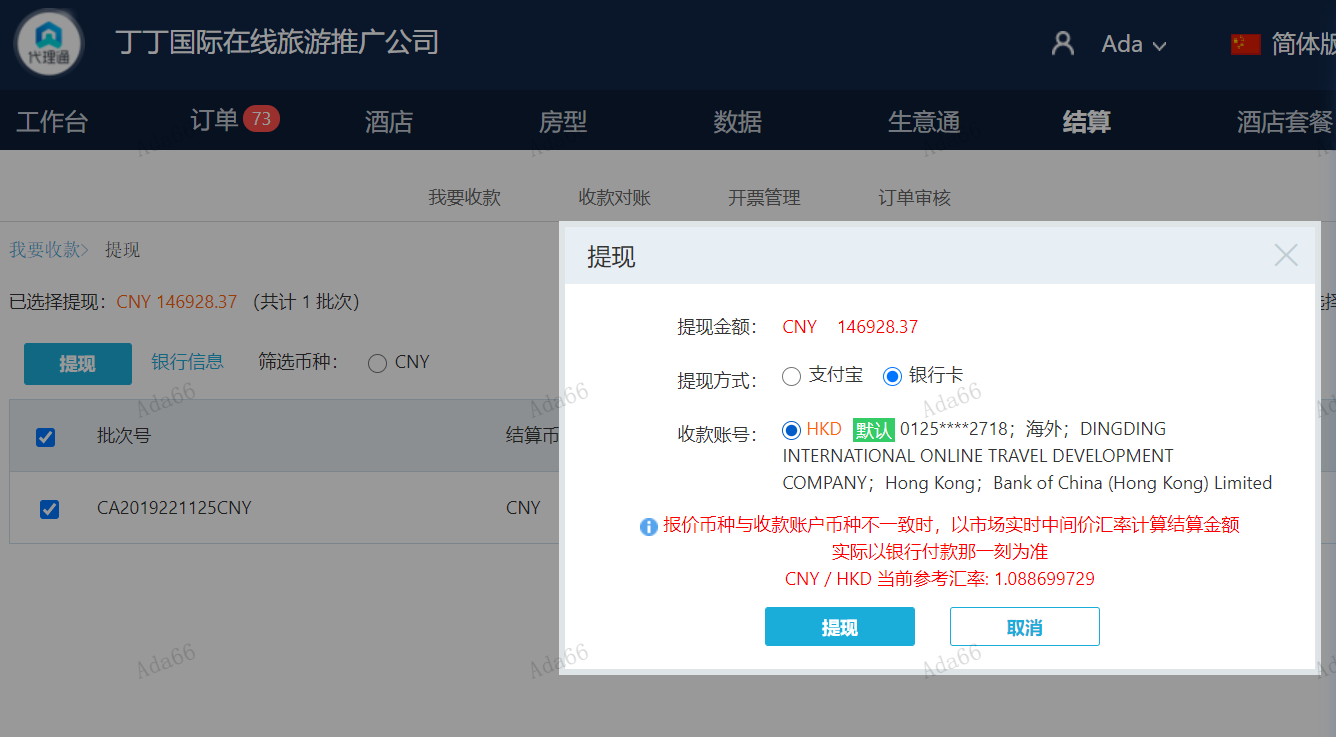 代理通
丁丁国际在线旅游推广公司
Ada
简体版
工作台 订单 73 酒店 房型 数据 生意通 结算 酒店套餐
我要收款 收款对账 开票管理 订单审核
我要收款> 提现
已选择提现：CNY 146928.37 (共计 1 批次)
提现 银行信息 筛选币种： CNY
批次号 结算币
CA2019221125CNY CNY
提现
提现金额： CNY 146928.37
提现方式： 支付宝 银行卡
收款账号： HKD 默认 0125****2718；海外；DINGDING
INTERNATIONAL ONLINE TRAVEL DEVELOPMENT
COMPANY；Hong Kong；Bank of China (Hong Kong) Limited
报价币种与收款账户币种不一致时，以市场实时中间价汇率计算结算金额
实际以银行付款那一刻为准
CNY / HKD 当前参考汇率: 1.088699729
提现 取消
Ada66
Ada66
Ada66
Ada66
Ada66
Ada66